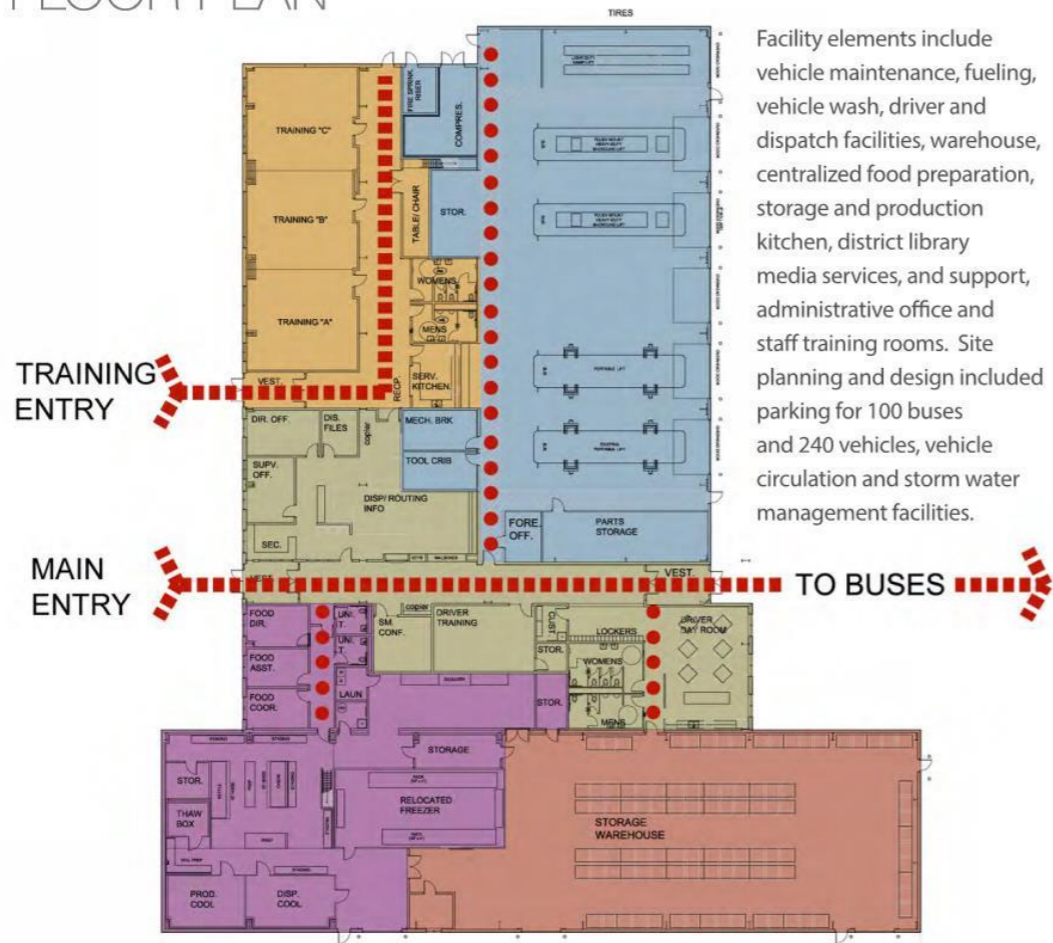 FLOOR PLAN
TIRES
Facility elements include
vehicle maintenance, fueling,
vehicle wash, driver and
dispatch facilities, warehouse,
centralized food preparation,
storage and production
kitchen, district library
media services, and support,
administrative office and
staff training rooms. Site
planning and design included
parking for 100 buses
and 240 vehicles, vehicle
circulation and storm water
management facilities.
FIRE SPRINK
RISER
COMPRES.
TRAINING "C"
TABLE/ CHAIR
STOR.
TRAINING "B"
WOMENS
TRAINING "A"
MENS
PORTABLE LIFT
TRAINING
ENTRY
VEST.
RECP.
SERV.
KITCHEN.
DIR. OFF.
DIS.
FILES
copier
MECH. BRK
TOOL CRIB
SUPV.
OFF.
DISP/ ROUTING
INFO
SEC.
FORE.
OFF.
PARTS
STORAGE
MAIN
ENTRY
VEST.
VEST.
TO BUSES
FOOD
DIR.
UNI.
T.
UNI.
T.
copier
SM.
CONF.
DRIVER
TRAINING
CUST.
LOCKERS
DRIVER
DAY ROOM
STOR.
WOMENS
FOOD
ASST.
FOOD
COOR.
LAUN
STOR.
MENS
STORAGE
STOR.
RELOCATED
FREEZER
THAW
BOX
STORAGE
WAREHOUSE
PROD.
COOL
DISP.
COOL